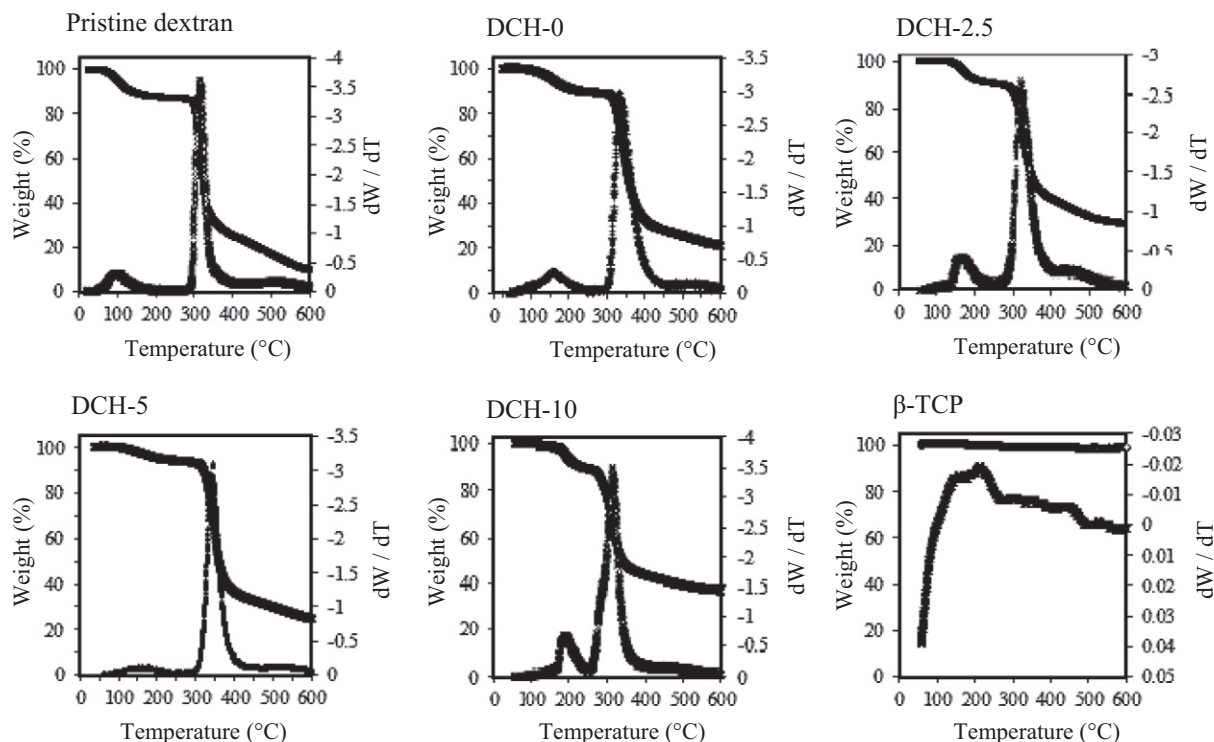 Pristine dextran
100
80
60
40
20
0
Weight (%)
-4
-3.5
-3
-2.5
-2
-1.5
-1
-0.5
0
dW / dT
0 100 200 300 400 500 600
Temperature (°C)
DCH-0
100
80
60
40
20
0
Weight (%)
-3.5
-3
-2.5
-2
-1.5
-1
-0.5
0
dW / dT
0 100 200 300 400 500 600
Temperature (°C)
DCH-2.5
100
80
60
40
20
0
Weight (%)
-3
-2.5
-2
-1.5
-1
-0.5
0
dW / dT
0 100 200 300 400 500 600
Temperature (°C)
DCH-5
100
80
60
40
20
0
Weight (%)
-3.5
-3
-2.5
-2
-1.5
-1
-0.5
0
dW / dT
0 100 200 300 400 500 600
Temperature (°C)
DCH-10
100
80
60
40
20
0
Weight (%)
-4
-3.5
-3
-2.5
-2
-1.5
-1
-0.5
0
dW / dT
0 100 200 300 400 500 600
Temperature (°C)
β-TCP
100
80
60
40
20
0
Weight (%)
-0.03
-0.02
-0.01
0
0.01
0.02
0.03
0.04
0.05
dW / dT
0 100 200 300 400 500 600
Temperature (°C)